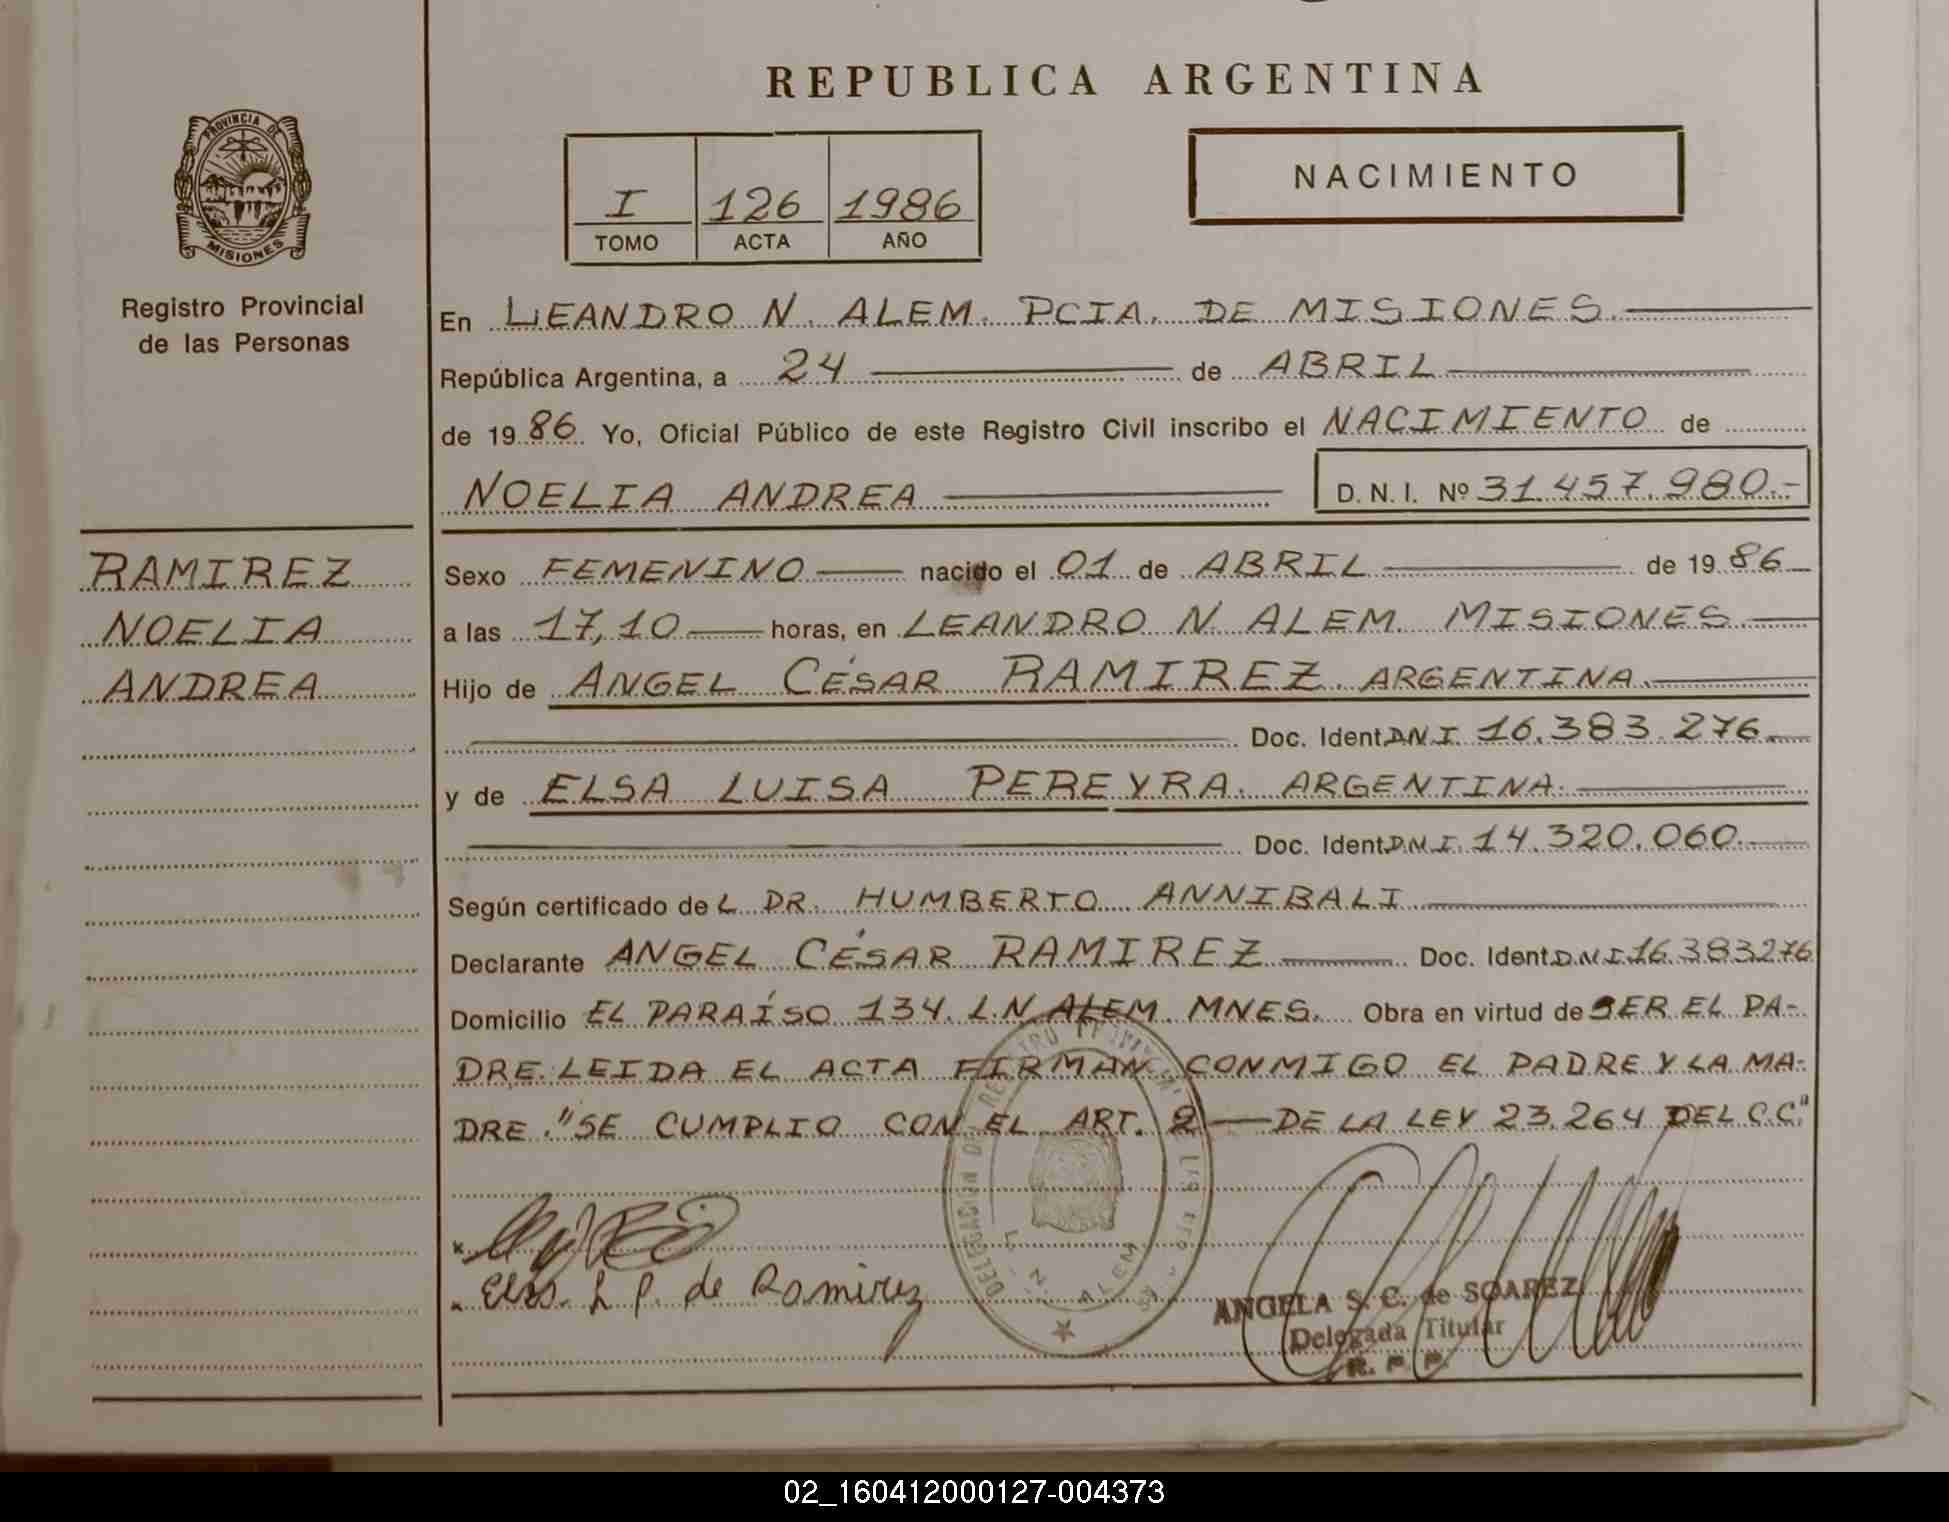 REPUBLICA ARGENTINA
PROVINCIA DE
MISIONES
Registro Provincial
de las Personas
I 126 1986
TOMO ACTA AÑO
NACIMIENTO
En LEANDRO N. ALEM. PCIA. DE MISIONES.
República Argentina, a 24 de ABRIL
de 1986 Yo, Oficial Público de este Registro Civil inscribo el NACIMIENTO de
NOELIA ANDREA D. N. I. Nº 31.457.980.-
RAMIREZ
NOELIA
ANDREA
Sexo FEMENINO nacido el 01 de ABRIL de 1986
a las 17,10 horas, en LEANDRO N. ALEM. MISIONES
Hijo de ANGEL CÉSAR RAMIREZ. ARGENTINA.
Doc. Ident. D.N.I. 16.383.276.
y de ELSA LUISA PEREYRA. ARGENTINA.
Doc. Ident. D.N.I. 14.320.060.
Según certificado deL DR. HUMBERTO ANNIBALI
Declarante ANGEL CÉSAR RAMIREZ Doc. Ident. D.N.I. 16.383276
Domicilio EL PARAÍSO 134. L.N. ALEM. MNES. Obra en virtud de SER EL PA-
DRE. LEIDA EL ACTA FIRMAN CONMIGO EL PADRE Y LA MA-
DRE. "SE CUMPLIO CON EL ART. 2 DE LA LEY 23.264 DEL C.C."
Elsa L P. de Ramirez
DELEGACIÓN DEL REGISTRO
L. N. ALEM
ANGELA S. C. de SOAREZ
Delegada Titular
R. P. P.
02_160412000127-004373